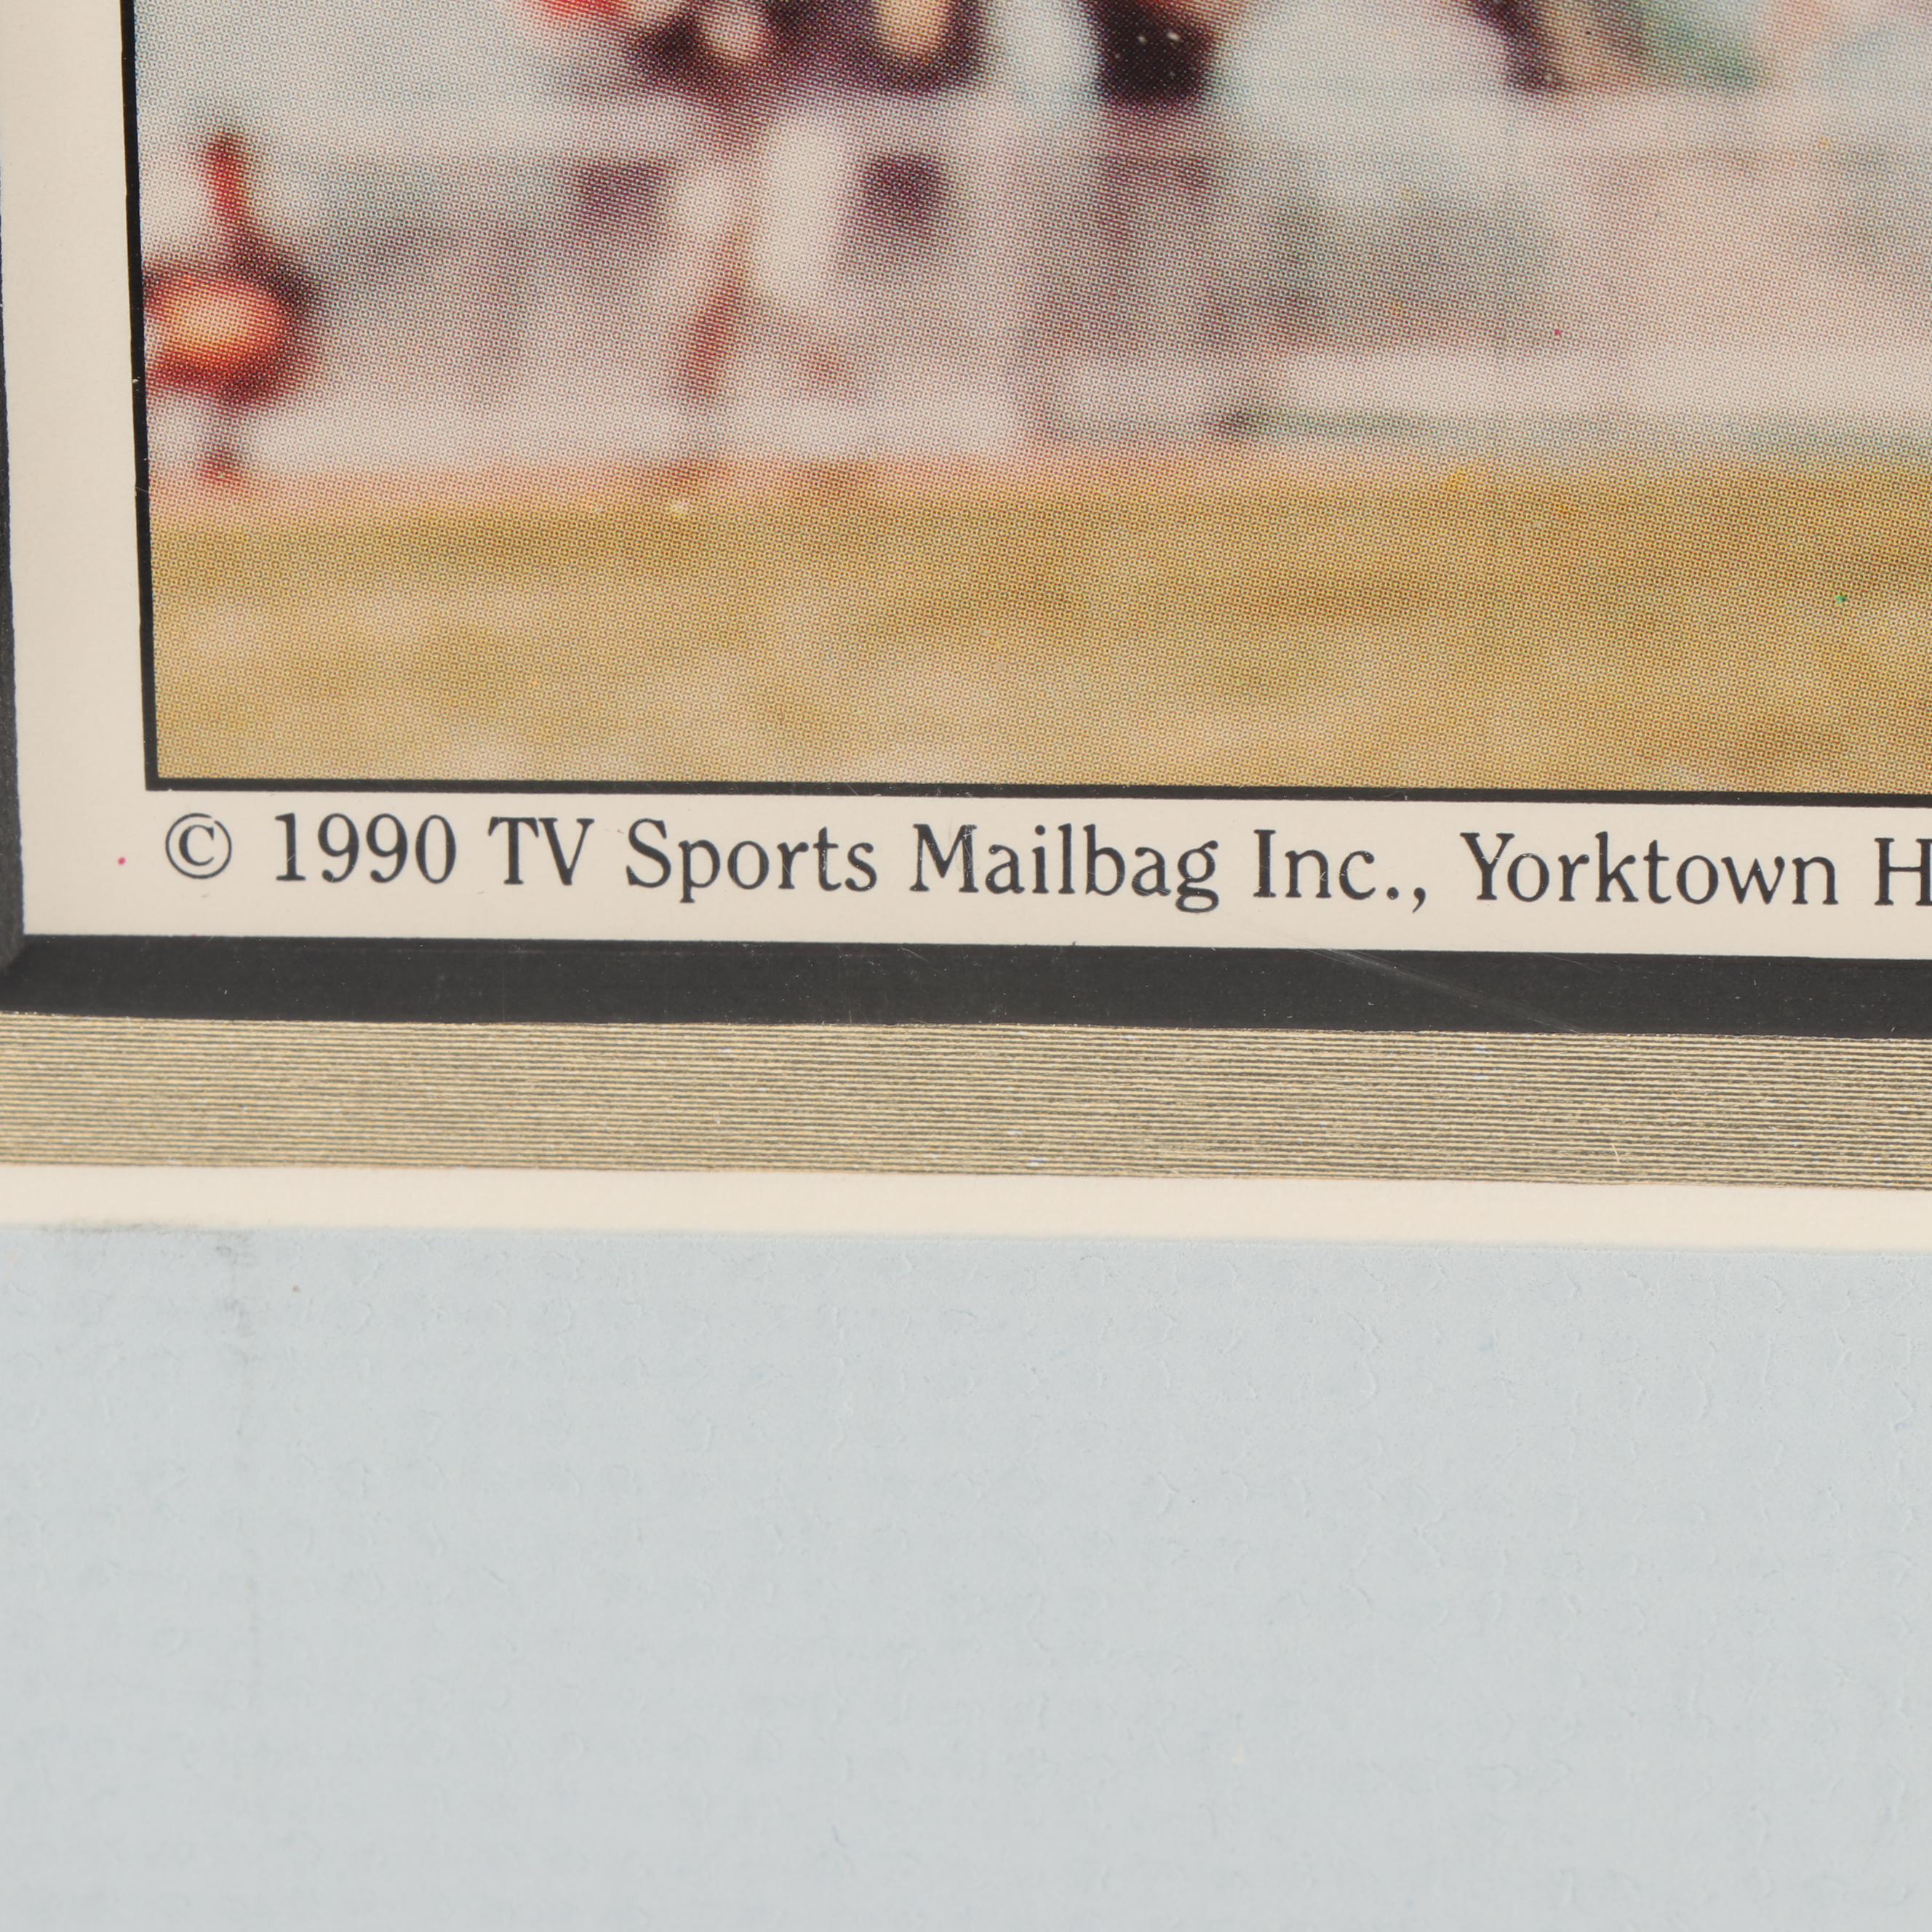 © 1990 TV Sports Mailbag Inc., Yorktown H